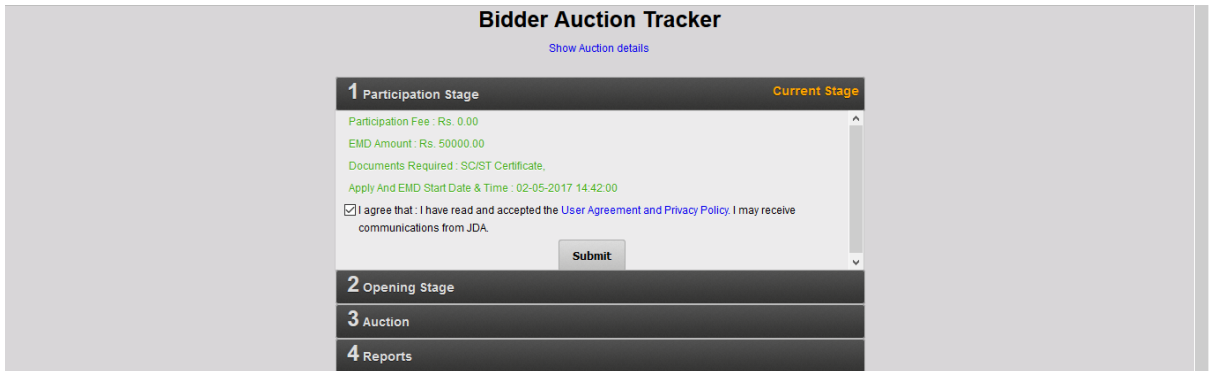 Bidder Auction Tracker
Show Auction details
1 Participation Stage Current Stage
Participation Fee : Rs. 0.00
EMD Amount : Rs. 50000.00
Documents Required : SC/ST Certificate,
Apply And EMD Start Date & Time : 02-05-2017 14:42:00
I agree that : I have read and accepted the User Agreement and Privacy Policy. I may receive
communications from JDA.
Submit
2 Opening Stage
3 Auction
4 Reports